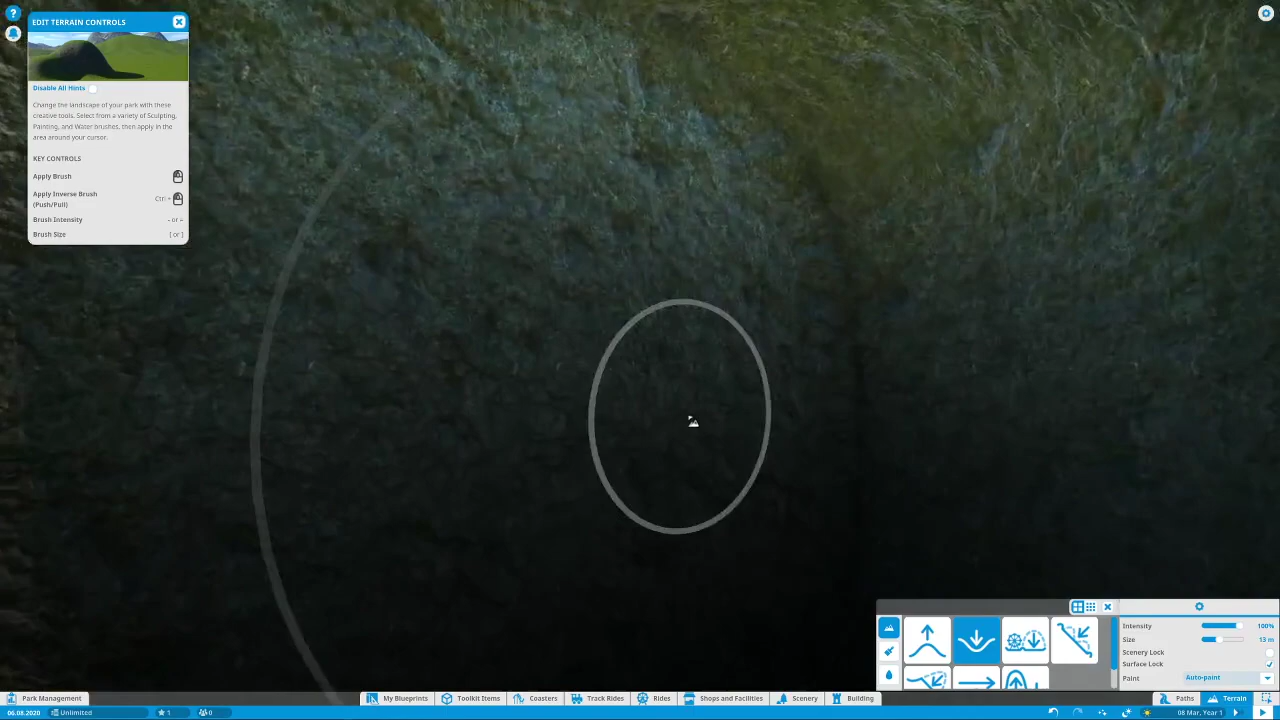 ?
EDIT TERRAIN CONTROLS
Disable All Hints
Change the landscape of your park with these
creative tools. Select from a variety of Sculpting,
Painting, and Water brushes, then apply in the
area around your cursor.
KEY CONTROLS
Apply Brush
Apply Inverse Brush
(Push/Pull)
Ctrl +
Brush Intensity
- or =
Brush Size
[ or ]
Intensity
100%
Size
13 m
Scenery Lock
Surface Lock
Paint
Auto-paint
Park Management
My Blueprints
Toolkit Items
Coasters
Track Rides
Rides
Shops and Facilities
Scenery
Building
Paths
Terrain
06.08.2020
Unlimited
1
0
08 Mar, Year 1